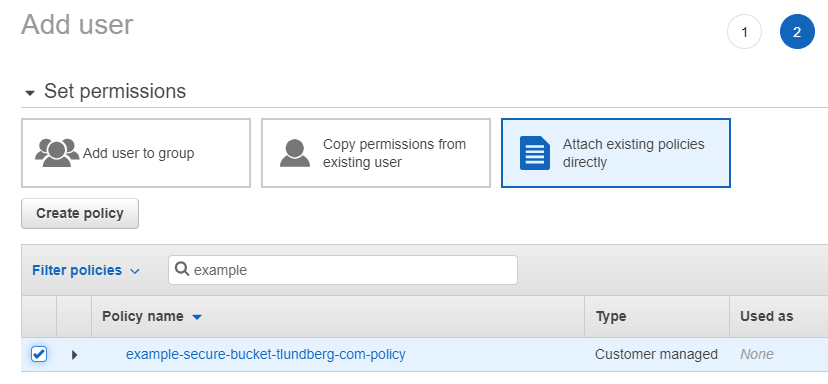 Add user
1
2
Set permissions
Add user to group
Copy permissions from
existing user
Attach existing policies
directly
Create policy
Filter policies
example
Policy name
Type
Used as
example-secure-bucket-tlundberg-com-policy
Customer managed
None